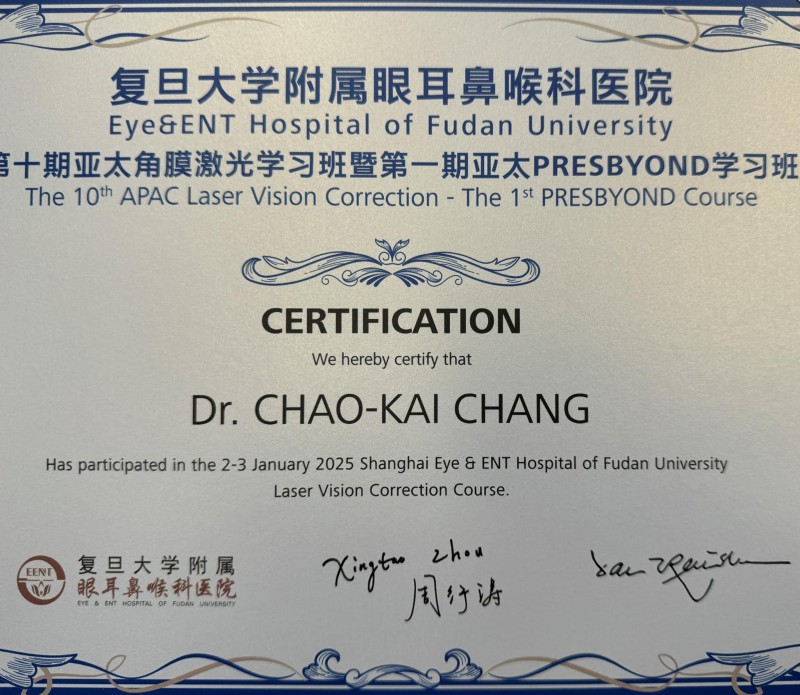 复旦大学附属眼耳鼻喉科医院
Eye&ENT Hospital of Fudan University
第十期亚太角膜激光学习班暨第一期亚太PRESBYOND学习班
The 10th APAC Laser Vision Correction - The 1st PRESBYOND Course
CERTIFICATION
We hereby certify that
Dr. CHAO-KAI CHANG
Has participated in the 2-3 January 2025 Shanghai Eye & ENT Hospital of Fudan University
Laser Vision Correction Course.
EENT
复旦大学附属
眼耳鼻喉科医院
EYE & ENT HOSPITAL OF FUDAN UNIVERSITY
Xingtao Zhou
周行涛